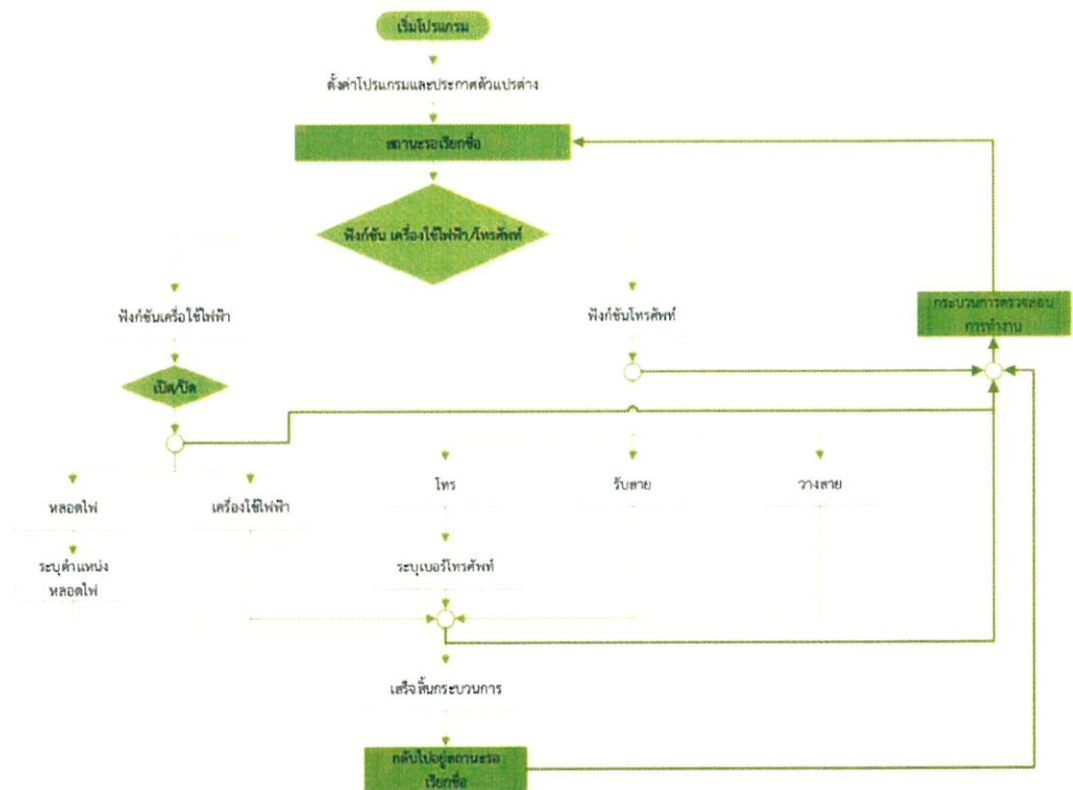 เริ่มโปรแกรม
ตั้งค่าโปรแกรมและประกาศตัวแปรต่าง
สถานะรอเรียกชื่อ
ฟังก์ชัน เครื่องใช้ไฟฟ้า/โทรศัพท์
ฟังก์ชันเครื่อใช้ไฟฟ้า
ฟังก์ชันโทรศัพท์
กระบวนการตรวจสอบ
การทำงาน
เปิด/ปิด
หลอดไฟ
เครื่องใช้ไฟฟ้า
โทร
รับสาย
วางสาย
ระบุตำแหน่ง
หลอดไฟ
ระบุเบอร์โทรศัพท์
เสร็จสิ้นกระบวนการ
กลับไปอยู่สถานะรอ
เรียกชื่อ